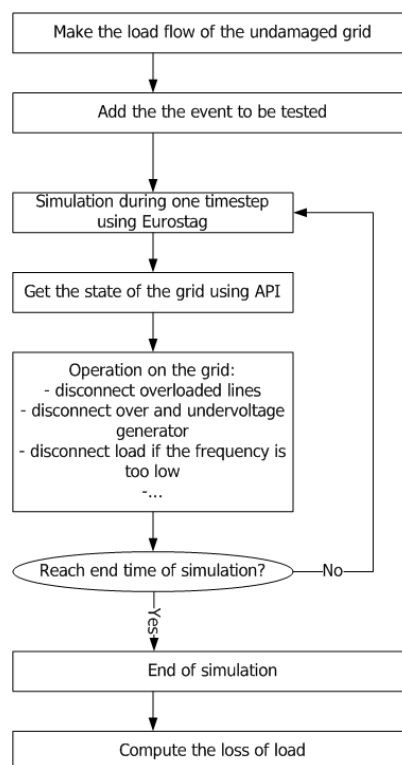 Make the load flow of the undamaged grid
Add the the event to be tested
Simulation during one timestep
using Eurostag
Get the state of the grid using API
Operation on the grid:
- disconnect overloaded lines
- disconnect over and undervoltage
generator
- disconnect load if the frequency is
too low
-...
Reach end time of simulation?
No
Yes
End of simulation
Compute the loss of load